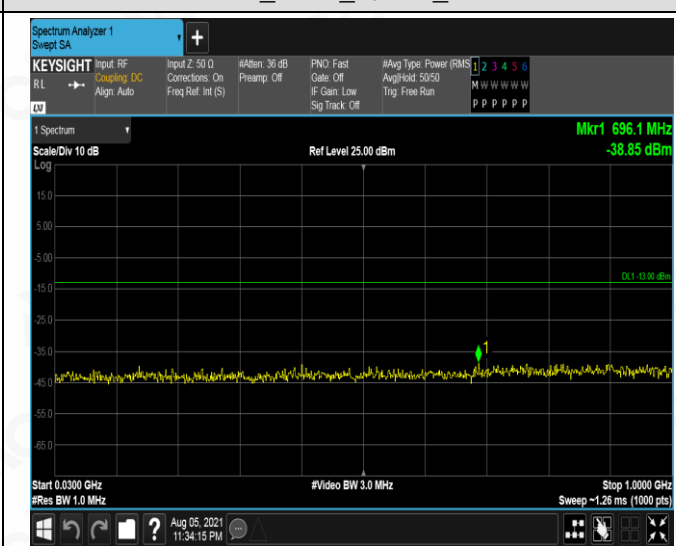 Spectrum Analyzer 1
Swept SA
+
KEYSIGHT
RL
Input: RF
Coupling: DC
Align: Auto
Input Z: 50 Ω
Corrections: On
Freq Ref: Int (S)
#Atten: 36 dB
Preamp: Off
PNO: Fast
Gate: Off
IF Gain: Low
Sig Track: Off
#Avg Type: Power (RMS
Avg|Hold: 50/50
Trig: Free Run
1 2 3 4 5 6
M W W W W W
P P P P P P
1 Spectrum
Mkr1 696.1 MHz
Scale/Div 10 dB
Ref Level 25.00 dBm
-38.85 dBm
Log
15.0
5.00
-5.00
DL1 -13.00 dBm
-15.0
-25.0
-35.0
1
-45.0
-55.0
-65.0
Start 0.0300 GHz
#Video BW 3.0 MHz
Stop 1.0000 GHz
#Res BW 1.0 MHz
Sweep ~1.26 ms (1000 pts)
?
Aug 05, 2021
11:34:15 PM